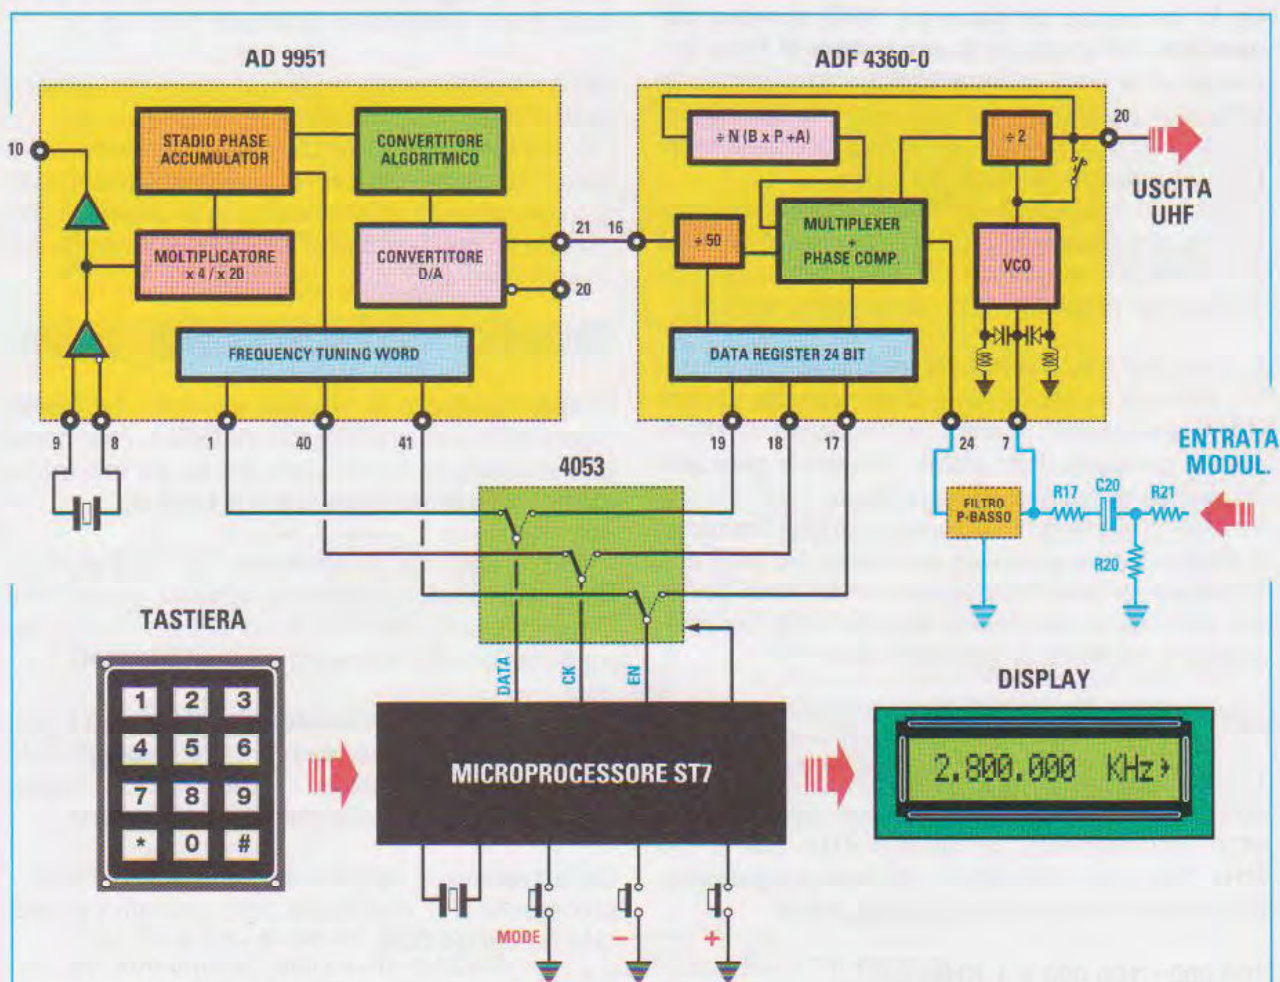 AD 9951
ADF 4360-0
10
STADIO PHASE
ACCUMULATOR
CONVERTITORE
ALGORITMICO
MOLTIPLICATORE
x 4 / x 20
CONVERTITORE
D/A
FREQUENCY TUNING WORD
21
16
20
÷ N (B x P +A)
÷ 2
20
USCITA
UHF
÷ 50
MULTIPLEXER
+
PHASE COMP.
VCO
DATA REGISTER 24 BIT
9
8
1
40
41
19
18
17
24
7
ENTRATA
MODUL.
4053
FILTRO
P-BASSO
R17
C20
R21
R20
DATA
CK
EN
TASTIERA
1 2 3
4 5 6
7 8 9
* 0 #
MICROPROCESSORE ST7
DISPLAY
2.800.000 KHz
MODE
–
+